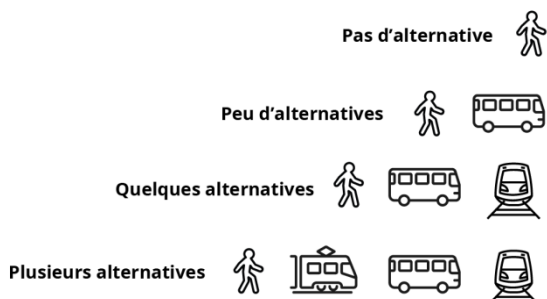 Pas d’alternative
Peu d’alternatives
Quelques alternatives
Plusieurs alternatives